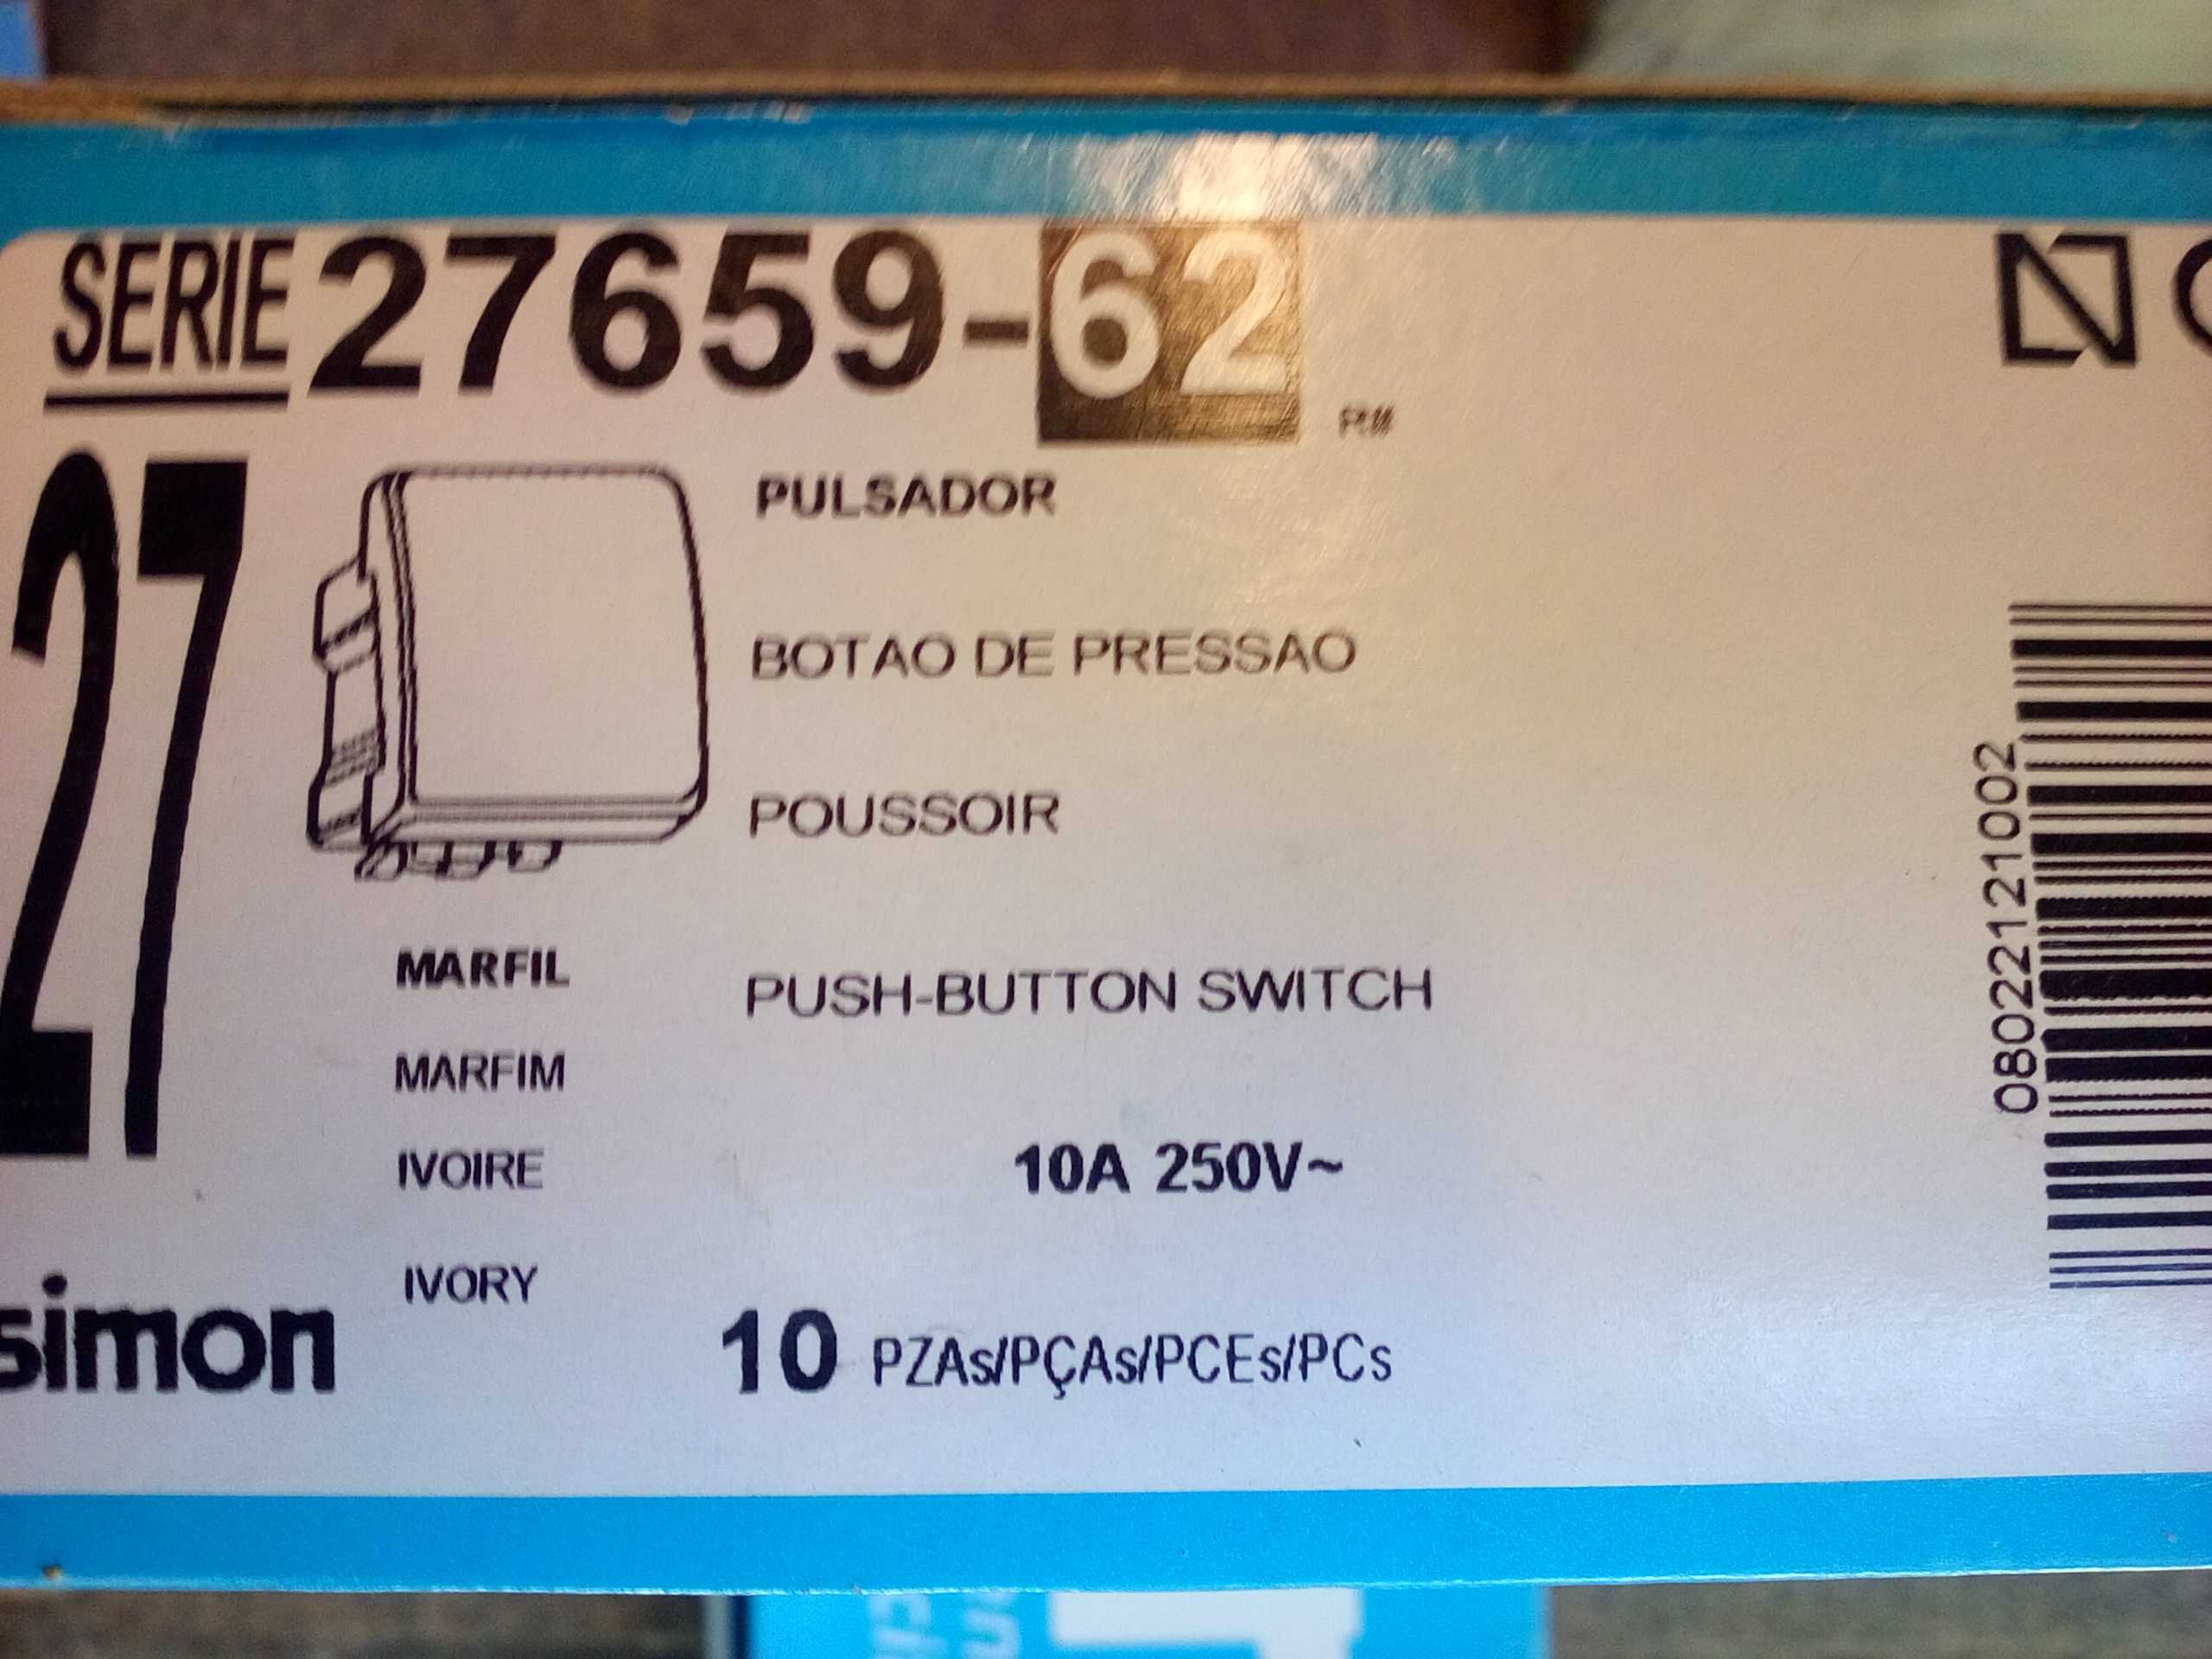 SERIE 27659-62
R#
27
PULSADOR
BOTAO DE PRESSAO
POUSSOIR
PUSH-BUTTON SWITCH
MARFIL
MARFIM
IVOIRE
IVORY
10A 250V~
simon
10 PZAs/PÇAs/PCEs/PCs
N
08022121002